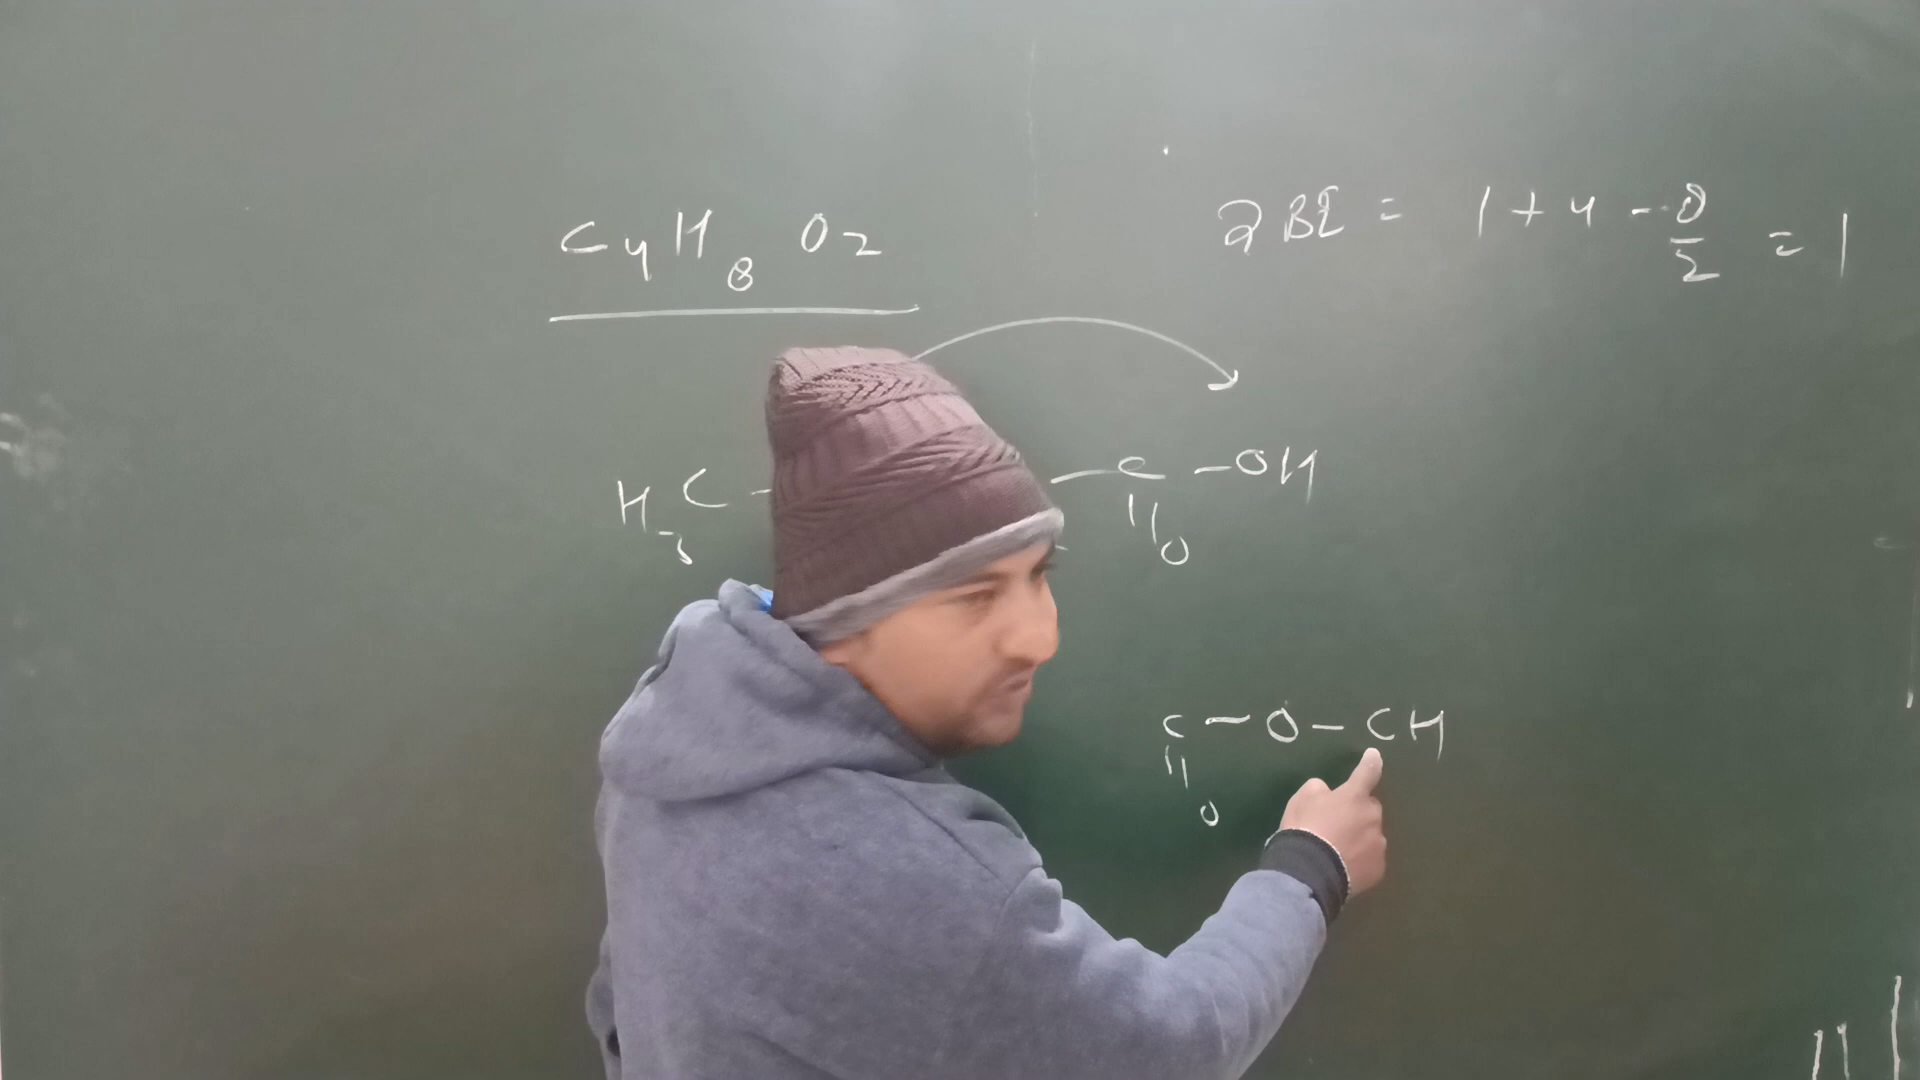 C4H8O2
DBE = 1 + 4 - 8/2 = 1
H3C - - C - OH
|| O
C - O - CH
|| O